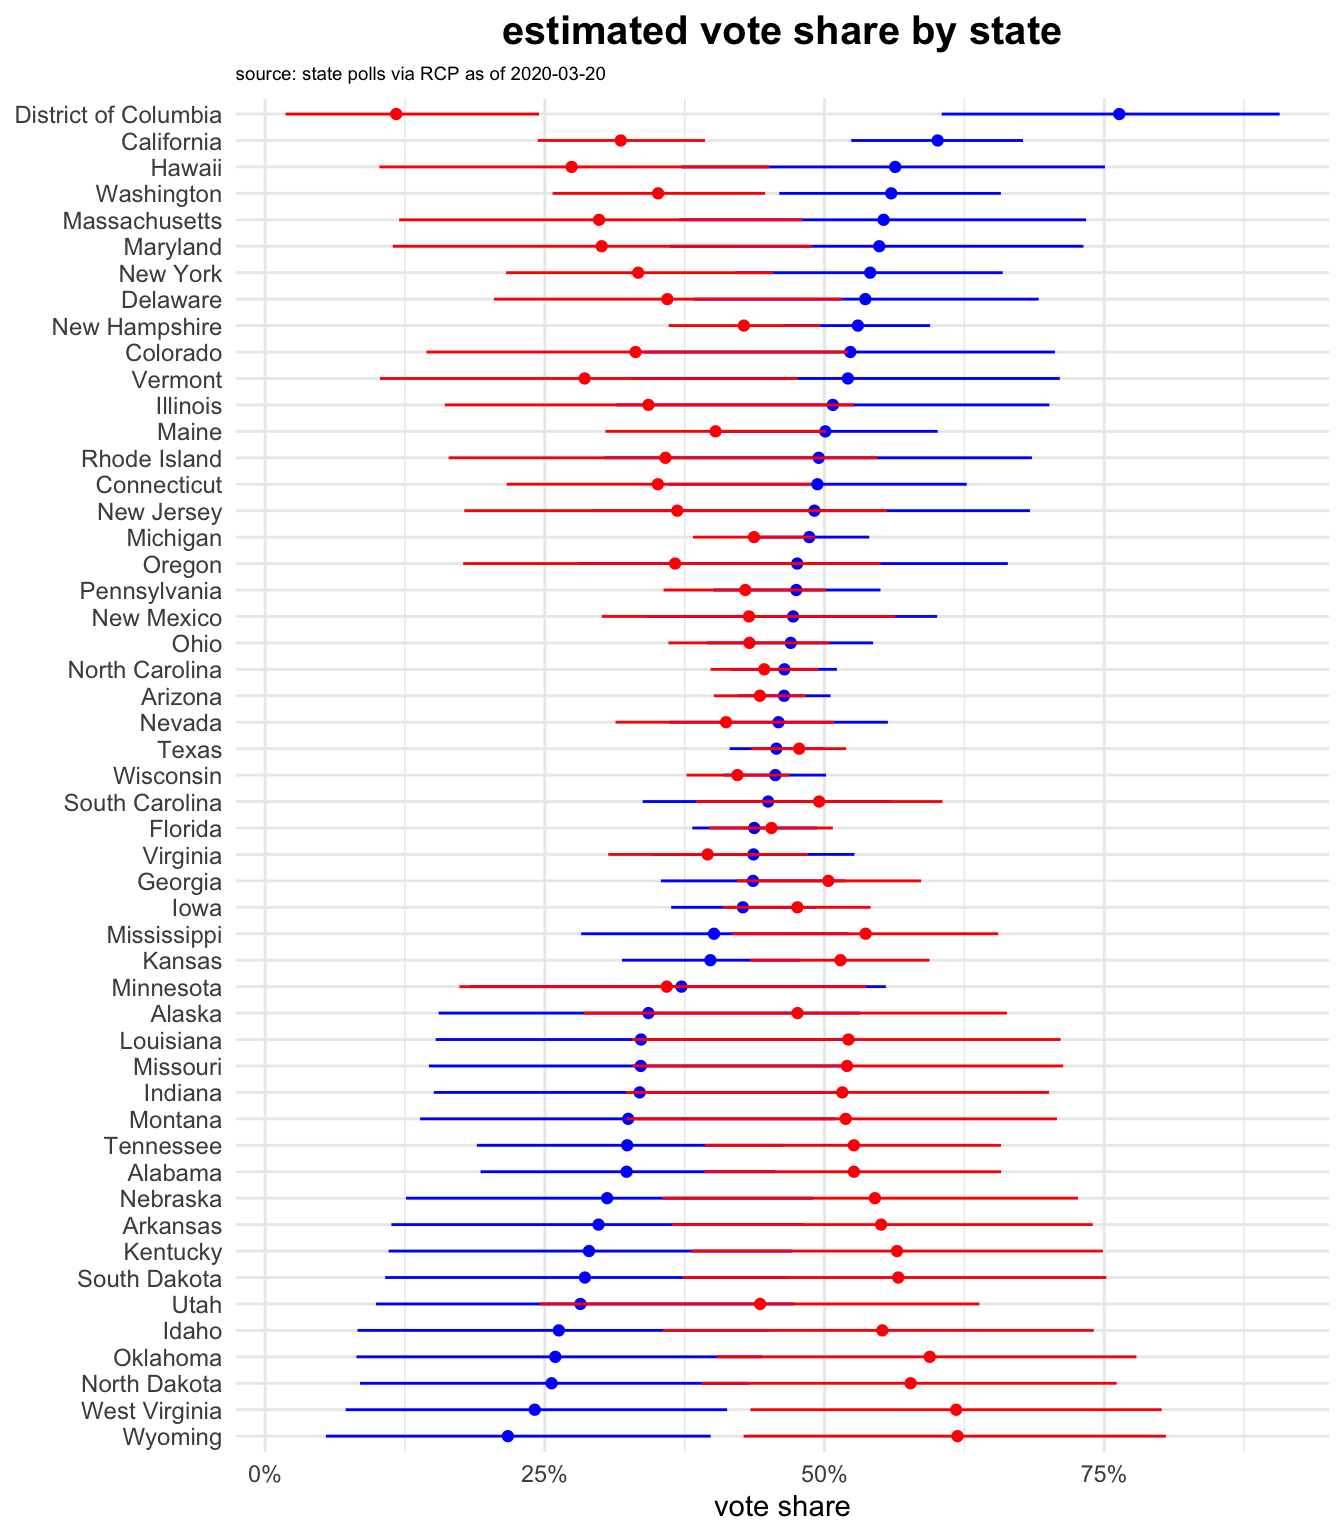 estimated vote share by state
source: state polls via RCP as of 2020-03-20
District of Columbia
California
Hawaii
Washington
Massachusetts
Maryland
New York
Delaware
New Hampshire
Colorado
Vermont
Illinois
Maine
Rhode Island
Connecticut
New Jersey
Michigan
Oregon
Pennsylvania
New Mexico
Ohio
North Carolina
Arizona
Nevada
Texas
Wisconsin
South Carolina
Florida
Virginia
Georgia
Iowa
Mississippi
Kansas
Minnesota
Alaska
Louisiana
Missouri
Indiana
Montana
Tennessee
Alabama
Nebraska
Arkansas
Kentucky
South Dakota
Utah
Idaho
Oklahoma
North Dakota
West Virginia
Wyoming
0% 25% 50% 75%
vote share